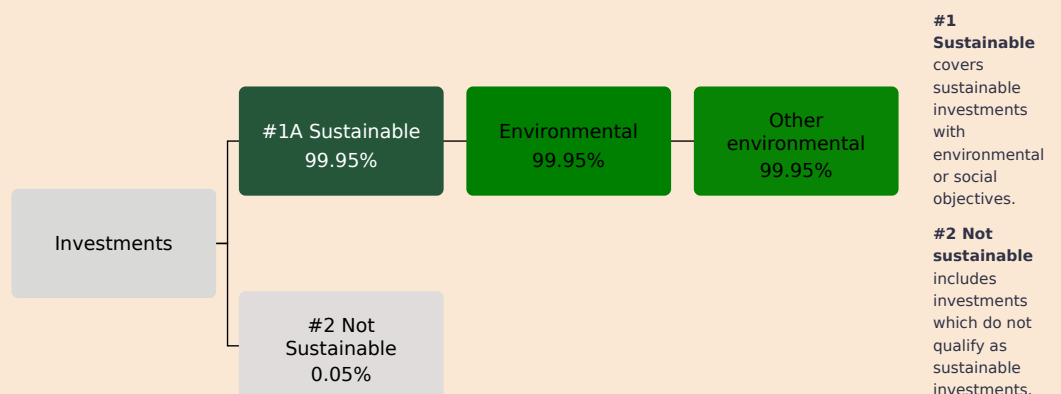 Investments
#1A Sustainable
99.95%
Environmental
99.95%
Other
environmental
99.95%
#2 Not
Sustainable
0.05%
#1
Sustainable
covers
sustainable
investments
with
environmental
or social
objectives.
#2 Not
sustainable
includes
investments
which do not
qualify as
sustainable
investments.